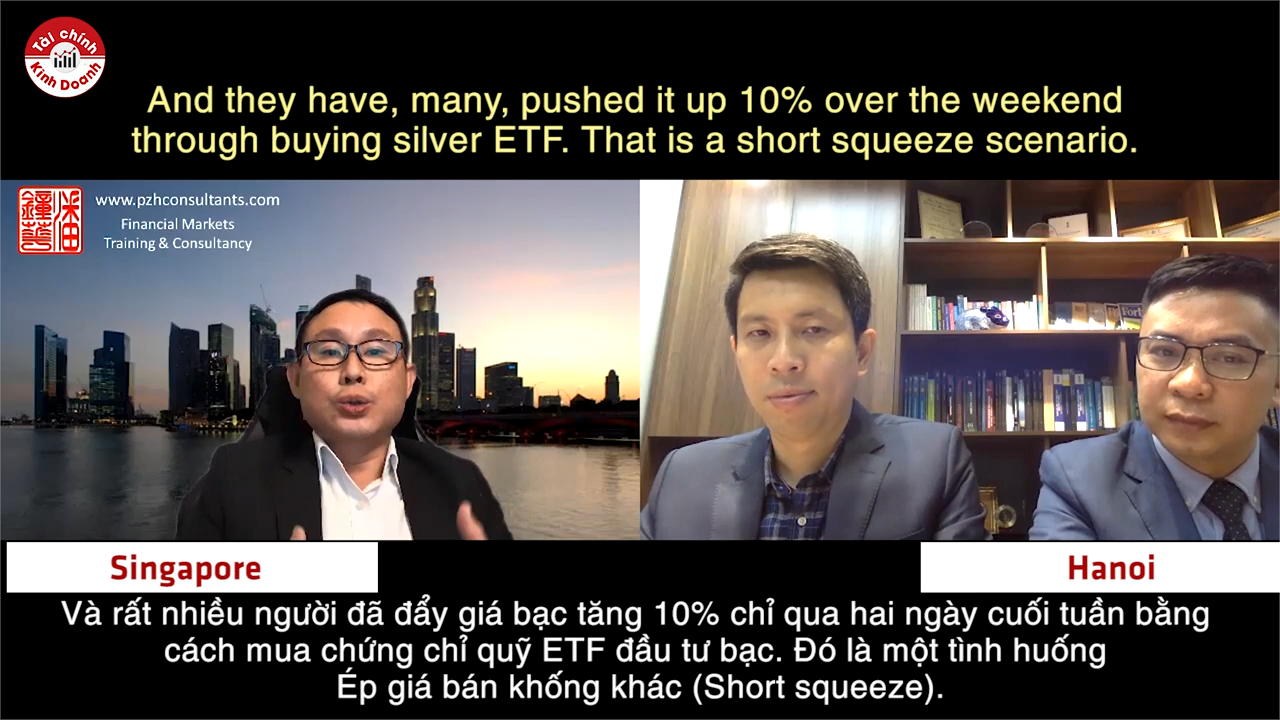 Tài chính
Kinh Doanh
And they have, many, pushed it up 10% over the weekend
through buying silver ETF. That is a short squeeze scenario.
www.pzhconsultants.com
Financial Markets
Training & Consultancy
Forbes
Singapore
Hanoi
Và rất nhiều người đã đẩy giá bạc tăng 10% chỉ qua hai ngày cuối tuần bằng
cách mua chứng chỉ quỹ ETF đầu tư bạc. Đó là một tình huống
Ép giá bán khống khác (Short squeeze).